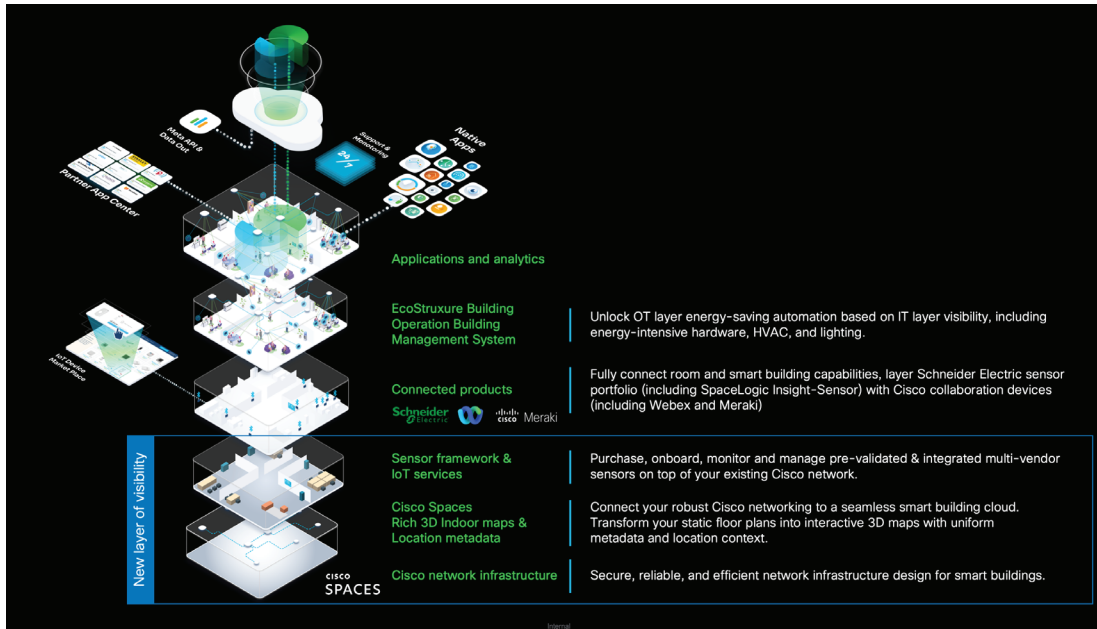 Meta API &
Data Out
Support &
Monitoring
24/7
Native
Apps
Partner App Center
Applications and analytics
EcoStruxure Building
Operation Building
Management System
Unlock OT layer energy-saving automation based on IT layer visibility, including
energy-intensive hardware, HVAC, and lighting.
IoT Device
Market Place
Connected products
Fully connect room and smart building capabilities, layer Schneider Electric sensor
portfolio (including SpaceLogic Insight-Sensor) with Cisco collaboration devices
(including Webex and Meraki)
Schneider
Electric
CISCO Meraki
New layer of visibility
Sensor framework &
IoT services
Purchase, onboard, monitor and manage pre-validated & integrated multi-vendor
sensors on top of your existing Cisco network.
Cisco Spaces
Rich 3D Indoor maps &
Location metadata
Connect your robust Cisco networking to a seamless smart building cloud.
Transform your static floor plans into interactive 3D maps with uniform
metadata and location context.
CISCO
SPACES
Cisco network infrastructure
Secure, reliable, and efficient network infrastructure design for smart buildings.
Internal